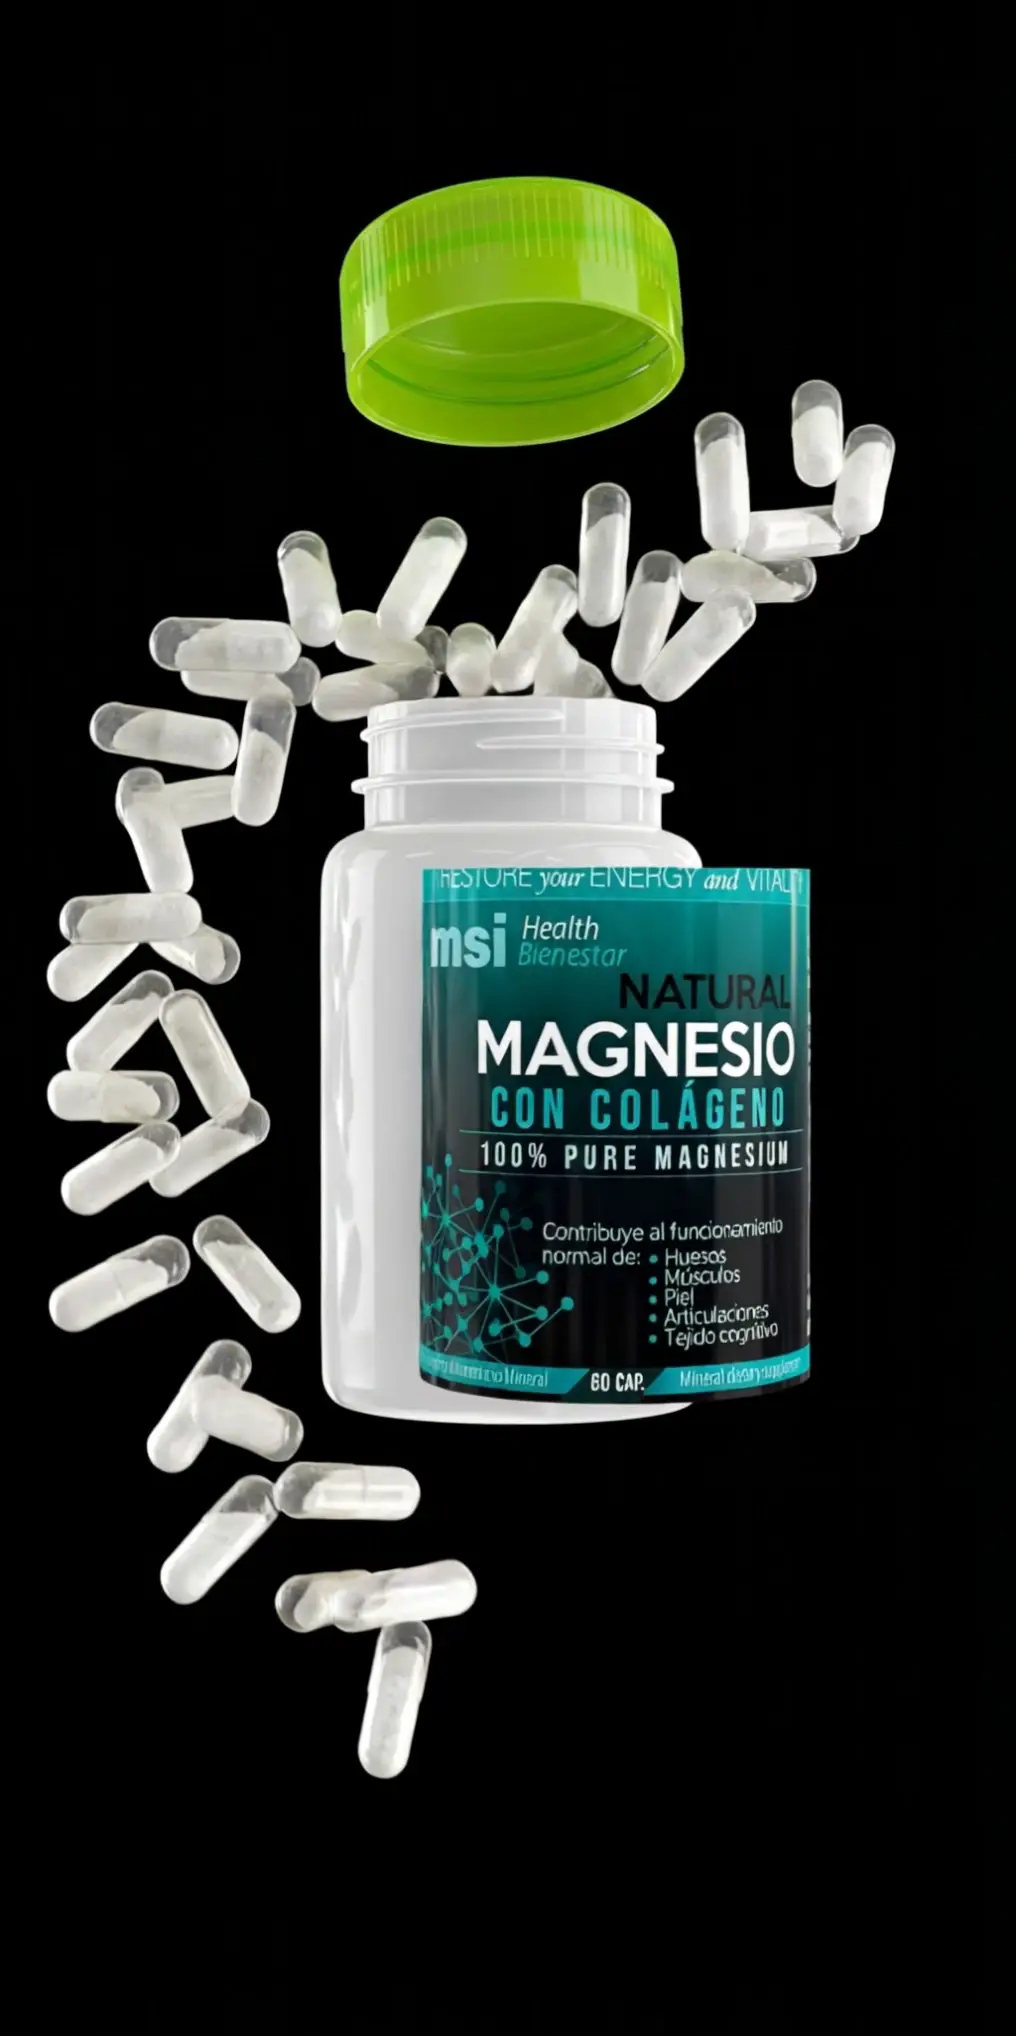 RESTORE your ENERGY and VITALITY
msi Health
Bienestar
NATURAL
MAGNESIO
CON COLÁGENO
100% PURE MAGNESIUM
Contribuye al funcionamiento
normal de: • Huesos
• Músculos
• Piel
• Articulaciones
• Tejido cognitivo
Mineral 60 CAP. Mineral dietary supplement